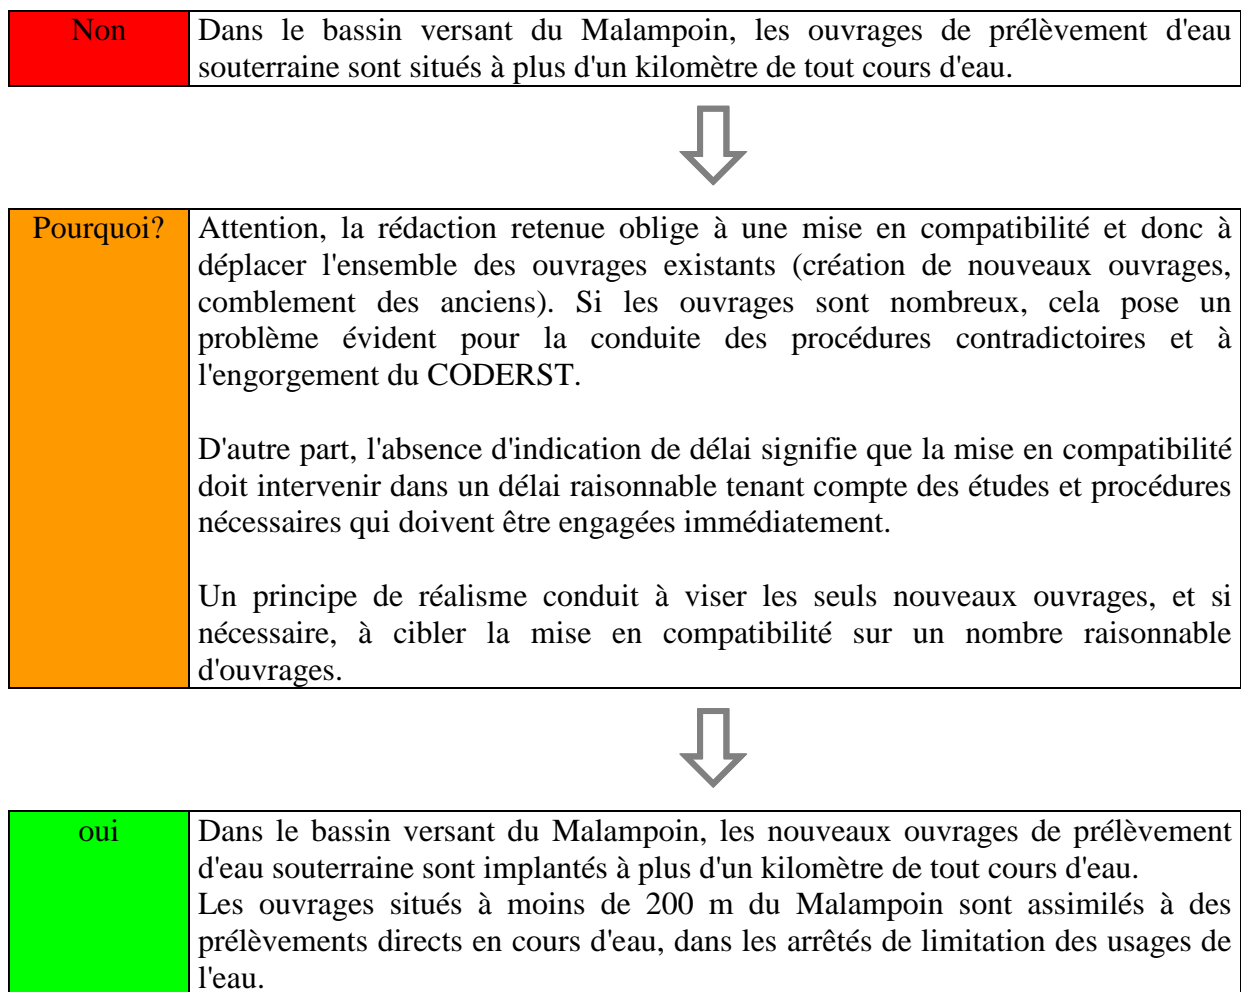 Non
Dans le bassin versant du Malampoin, les ouvrages de prélèvement d'eau
souterraine sont situés à plus d'un kilomètre de tout cours d'eau.
Pourquoi?
Attention, la rédaction retenue oblige à une mise en compatibilité et donc à
déplacer l'ensemble des ouvrages existants (création de nouveaux ouvrages,
comblement des anciens). Si les ouvrages sont nombreux, cela pose un
problème évident pour la conduite des procédures contradictoires et à
l'engorgement du CODERST.
D'autre part, l'absence d'indication de délai signifie que la mise en compatibilité
doit intervenir dans un délai raisonnable tenant compte des études et procédures
nécessaires qui doivent être engagées immédiatement.
Un principe de réalisme conduit à viser les seuls nouveaux ouvrages, et si
nécessaire, à cibler la mise en compatibilité sur un nombre raisonnable
d'ouvrages.
oui
Dans le bassin versant du Malampoin, les nouveaux ouvrages de prélèvement
d'eau souterraine sont implantés à plus d'un kilomètre de tout cours d'eau.
Les ouvrages situés à moins de 200 m du Malampoin sont assimilés à des
prélèvements directs en cours d'eau, dans les arrêtés de limitation des usages de
l'eau.